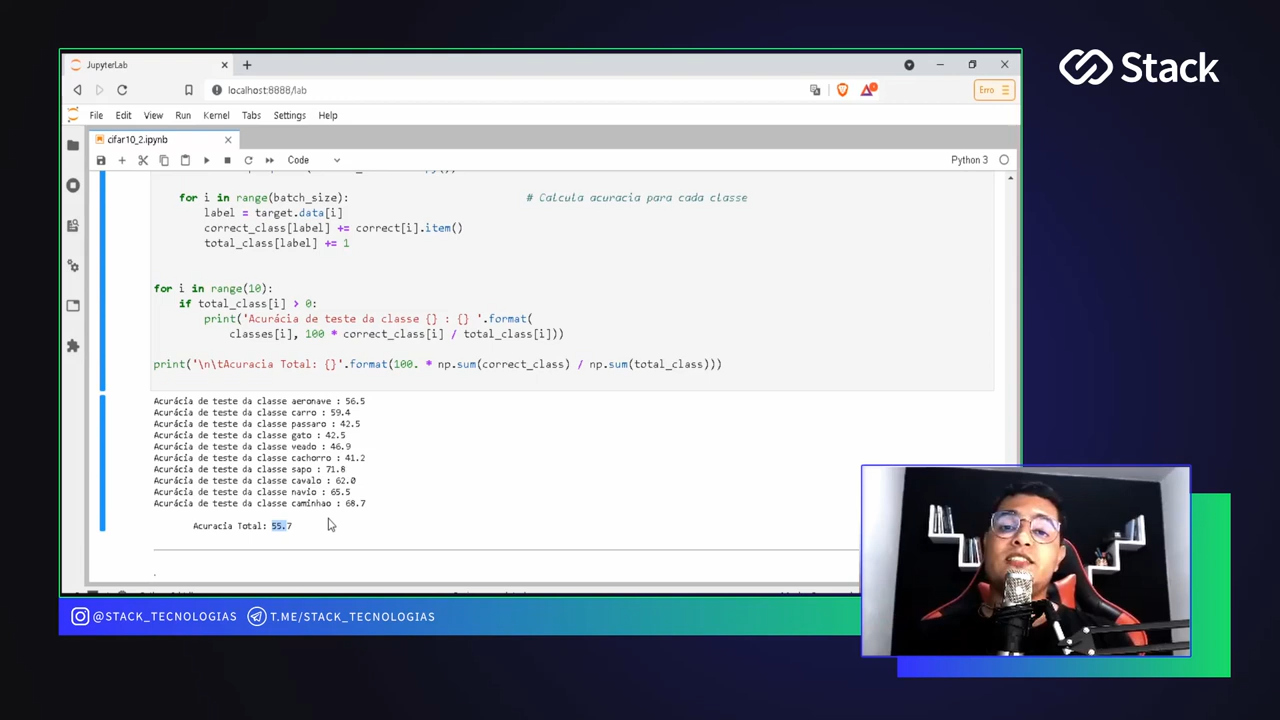 Stack
JupyterLab
localhost:8888/lab
Erro
File Edit View Run Kernel Tabs Settings Help
cifar10_2.ipynb
Code
Python 3
for i in range(batch_size): # Calcula acuracia para cada classe
label = target.data[i]
correct_class[label] += correct[i].item()
total_class[label] += 1
for i in range(10):
if total_class[i] > 0:
print('Acurácia de teste da classe {} : {} '.format(
classes[i], 100 * correct_class[i] / total_class[i]))
print('\n\tAcuracia Total: {}'.format(100. * np.sum(correct_class) / np.sum(total_class)))
Acurácia de teste da classe aeronave : 56.5
Acurácia de teste da classe carro : 59.4
Acurácia de teste da classe passaro : 42.5
Acurácia de teste da classe gato : 42.5
Acurácia de teste da classe veado : 46.9
Acurácia de teste da classe cachorro : 41.2
Acurácia de teste da classe sapo : 71.8
Acurácia de teste da classe cavalo : 62.0
Acurácia de teste da classe navio : 65.5
Acurácia de teste da classe caminhao : 68.7
Acuracia Total: 55.7
@STACK_TECNOLOGIAS T.ME/STACK_TECNOLOGIAS